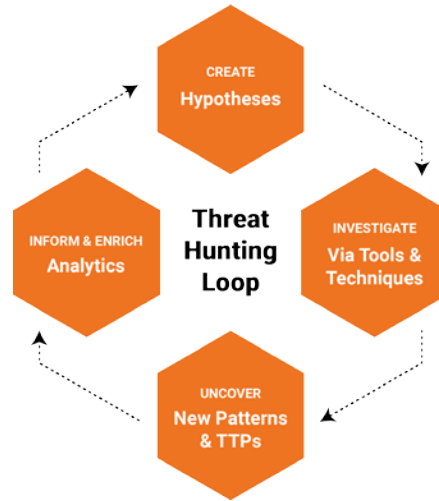 CREATE
Hypotheses
Threat
Hunting
Loop
INVESTIGATE
Via Tools &
Techniques
UNCOVER
New Patterns
& TTPs
INFORM & ENRICH
Analytics